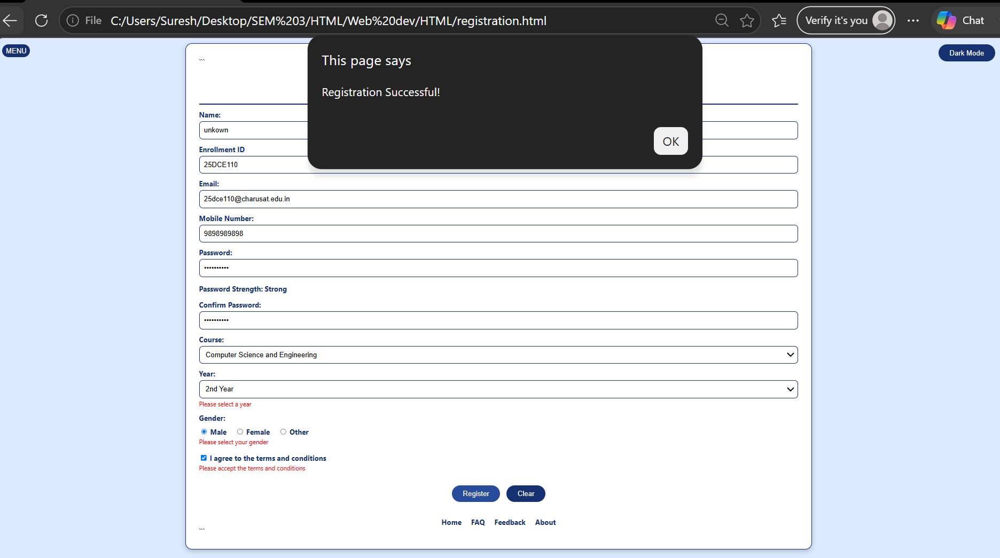 File C:/Users/Suresh/Desktop/SEM%203/HTML/Web%20dev/HTML/registration.html
Verify it's you
Chat
MENU
Dark Mode
```
This page says
Registration Successful!
OK
Name:
unkown
Enrollment ID
25DCE110
Email:
25dce110@charusat.edu.in
Mobile Number:
9898989898
Password:
••••••••••
Password Strength: Strong
Confirm Password:
••••••••••
Course:
Computer Science and Engineering
Year:
2nd Year
Please select a year
Gender:
Male Female Other
Please select your gender
I agree to the terms and conditions
Please accept the terms and conditions
Register Clear
Home FAQ Feedback About
```